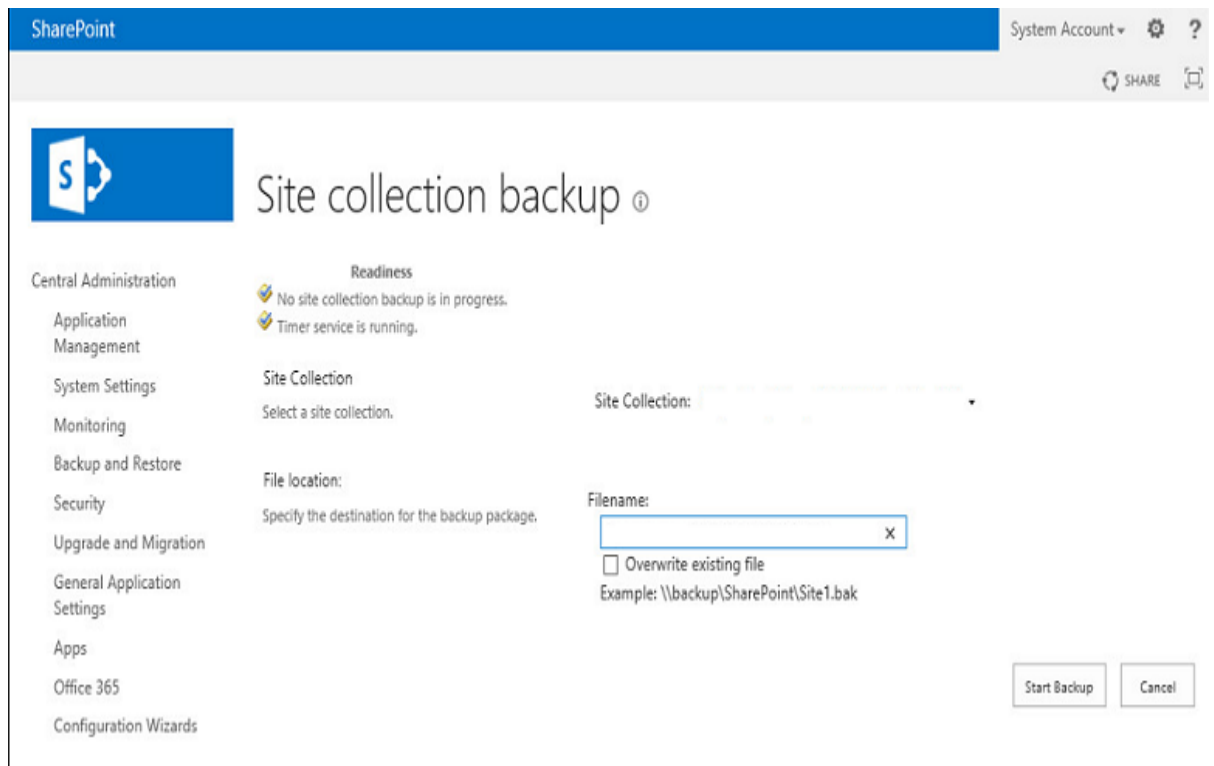 SharePoint
System Account
?
SHARE
S
Site collection backup
Central Administration
Application
Management
System Settings
Monitoring
Backup and Restore
Security
Upgrade and Migration
General Application
Settings
Apps
Office 365
Configuration Wizards
Readiness
No site collection backup is in progress.
Timer service is running.
Site Collection
Select a site collection.
Site Collection:
File location:
Specify the destination for the backup package.
Filename:
Overwrite existing file
Example: \\backup\SharePoint\Site1.bak
Start Backup
Cancel